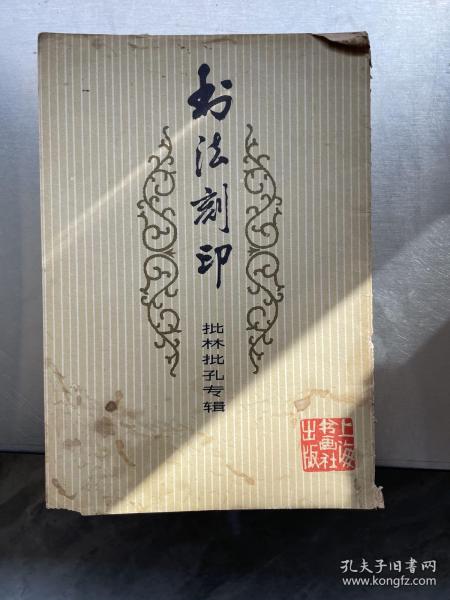 书法刻印
批林批孔专辑
上海
书画社
出版
孔夫子旧书网
www.kongfz.com